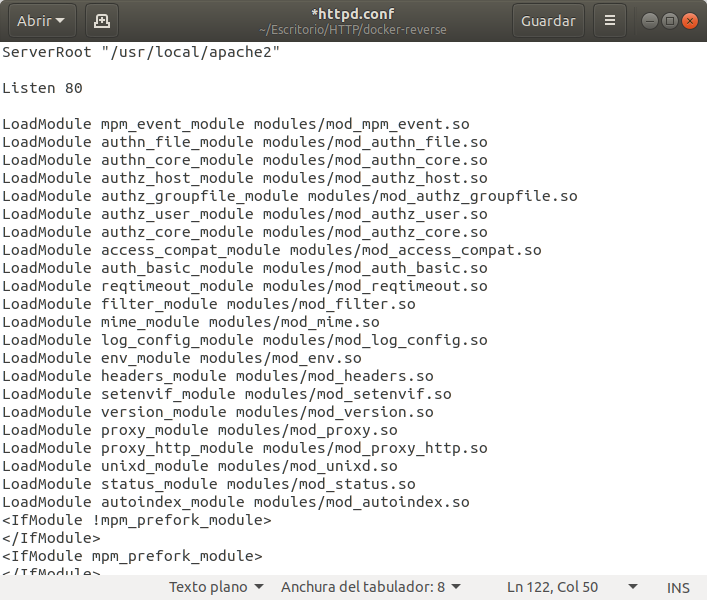 Abrir
*httpd.conf
~/Escritorio/HTTP/docker-reverse
Guardar
ServerRoot "/usr/local/apache2"
Listen 80
LoadModule mpm_event_module modules/mod_mpm_event.so
LoadModule authn_file_module modules/mod_authn_file.so
LoadModule authn_core_module modules/mod_authn_core.so
LoadModule authz_host_module modules/mod_authz_host.so
LoadModule authz_groupfile_module modules/mod_authz_groupfile.so
LoadModule authz_user_module modules/mod_authz_user.so
LoadModule authz_core_module modules/mod_authz_core.so
LoadModule access_compat_module modules/mod_access_compat.so
LoadModule auth_basic_module modules/mod_auth_basic.so
LoadModule reqtimeout_module modules/mod_reqtimeout.so
LoadModule filter_module modules/mod_filter.so
LoadModule mime_module modules/mod_mime.so
LoadModule log_config_module modules/mod_log_config.so
LoadModule env_module modules/mod_env.so
LoadModule headers_module modules/mod_headers.so
LoadModule setenvif_module modules/mod_setenvif.so
LoadModule version_module modules/mod_version.so
LoadModule proxy_module modules/mod_proxy.so
LoadModule proxy_http_module modules/mod_proxy_http.so
LoadModule unixd_module modules/mod_unixd.so
LoadModule status_module modules/mod_status.so
LoadModule autoindex_module modules/mod_autoindex.so
<IfModule !mpm_prefork_module>
</IfModule>
<IfModule mpm_prefork_module>
</IfModule>
Texto plano Anchura del tabulador: 8 Ln 122, Col 50 INS